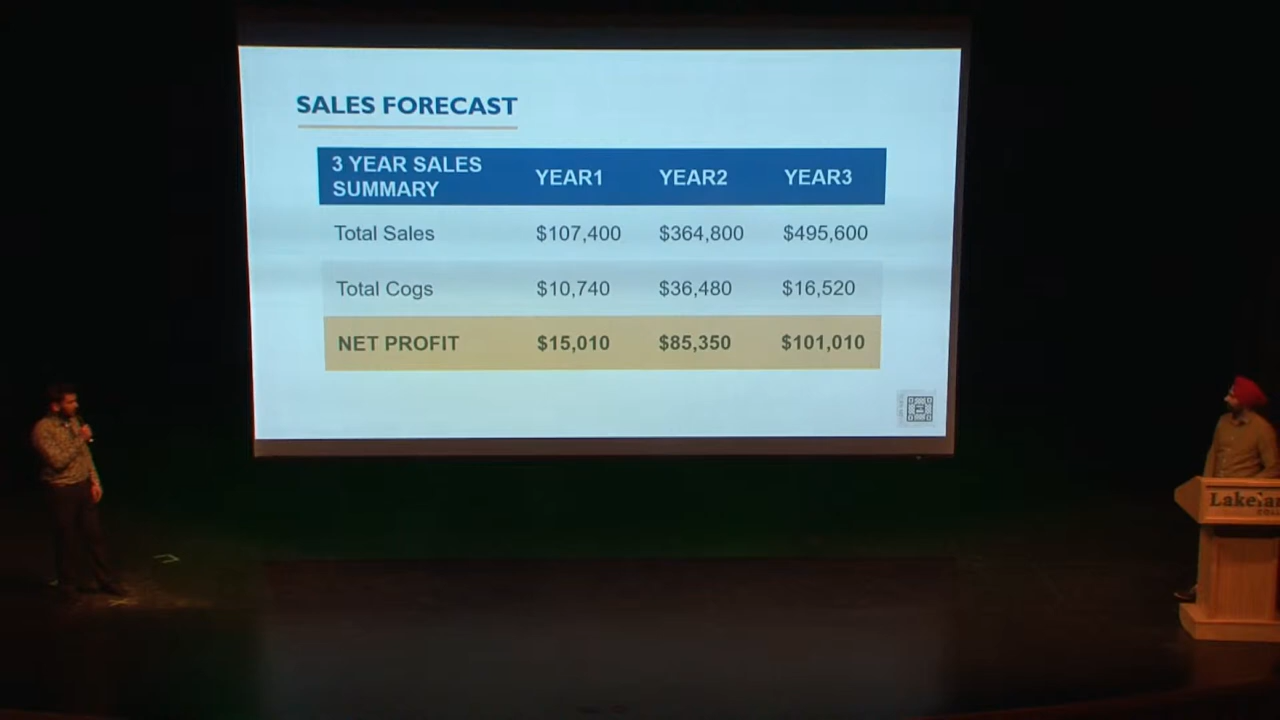 SALES FORECAST
3 YEAR SALES
SUMMARY
YEAR1
YEAR2
YEAR3
Total Sales
$107,400
$364,800
$495,600
Total Cogs
$10,740
$36,480
$16,520
NET PROFIT
$15,010
$85,350
$101,010